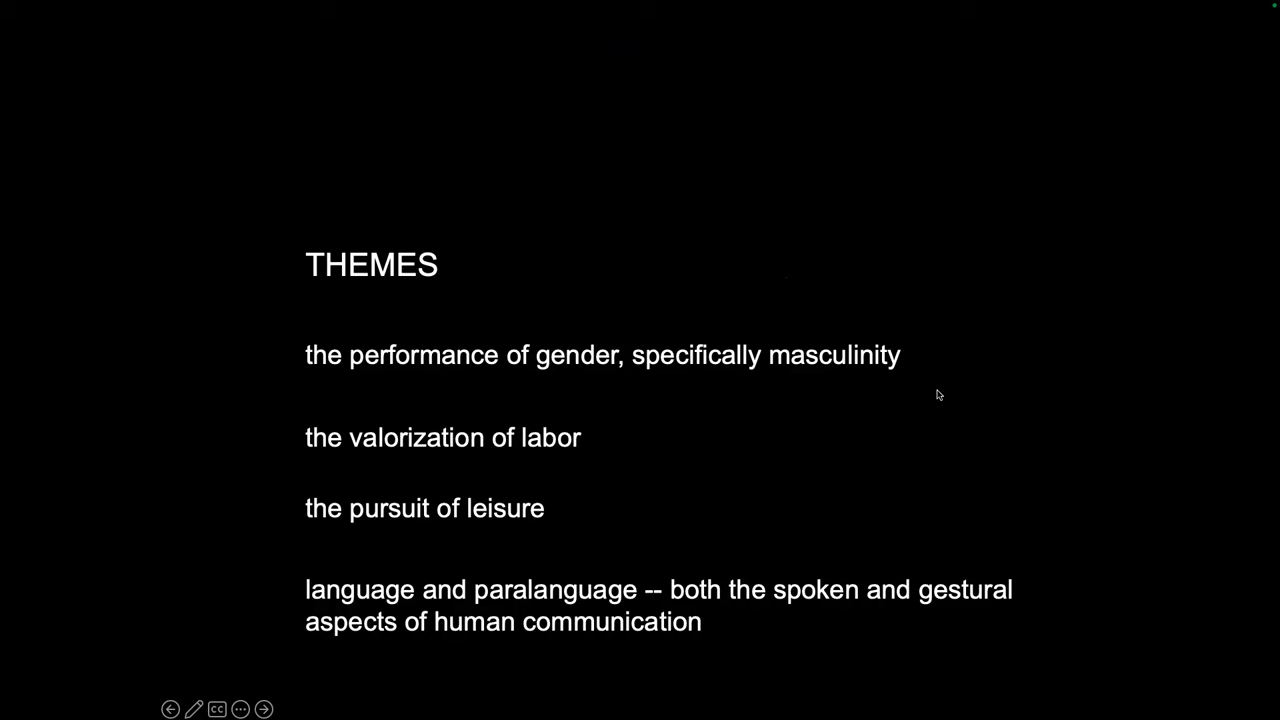 THEMES
the performance of gender, specifically masculinity
the valorization of labor
the pursuit of leisure
language and paralanguage -- both the spoken and gestural
aspects of human communication
CC